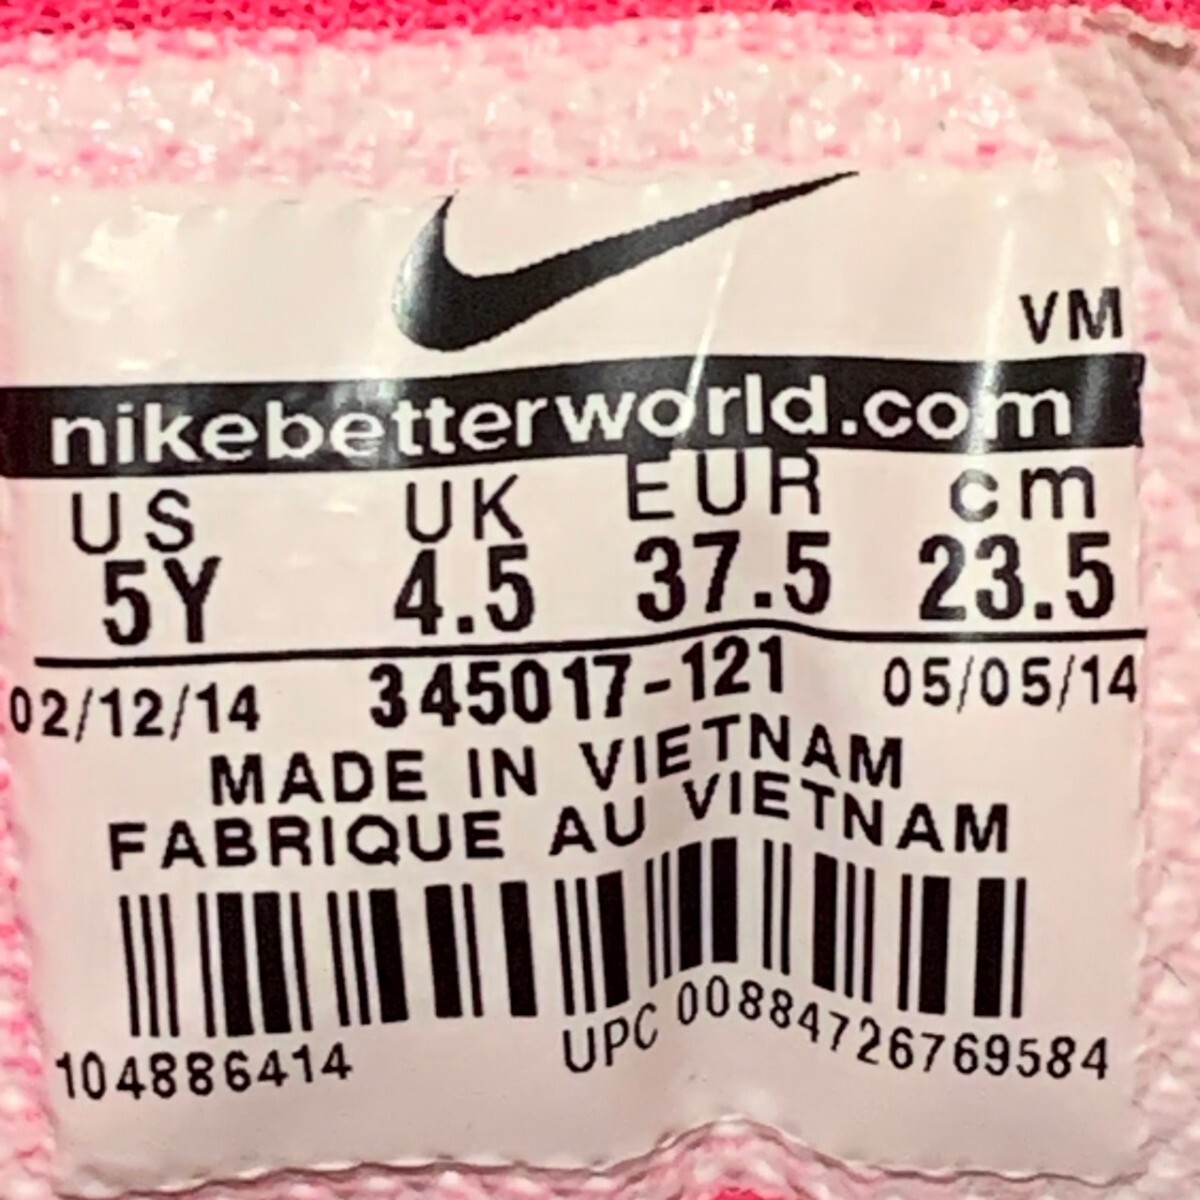 VM
nikebetterworld.com
US UK EUR cm
5Y 4.5 37.5 23.5
02/12/14 345017-121 05/05/14
MADE IN VIETNAM
FABRIQUE AU VIETNAM
104886414 UPC 00884726769584